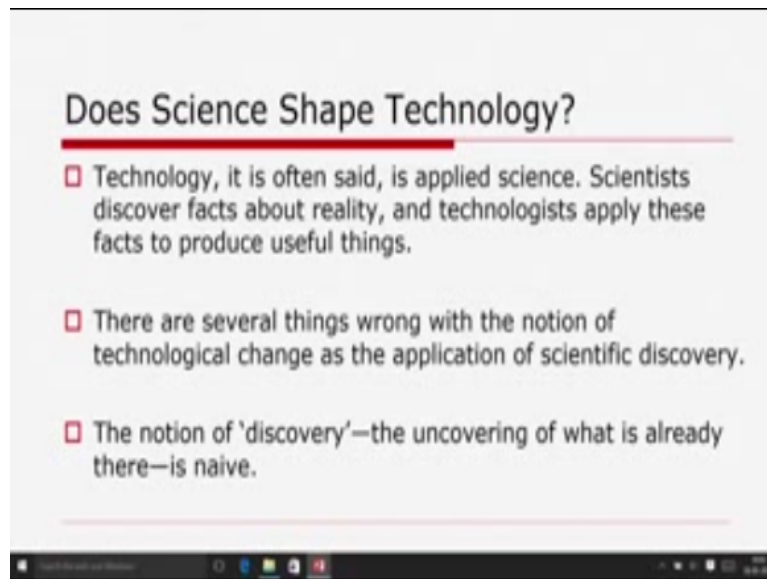 Does Science Shape Technology?
Technology, it is often said, is applied science. Scientists
discover facts about reality, and technologists apply these
facts to produce useful things.
There are several things wrong with the notion of
technological change as the application of scientific discovery.
The notion of ‘discovery’—the uncovering of what is already
there—is naive.